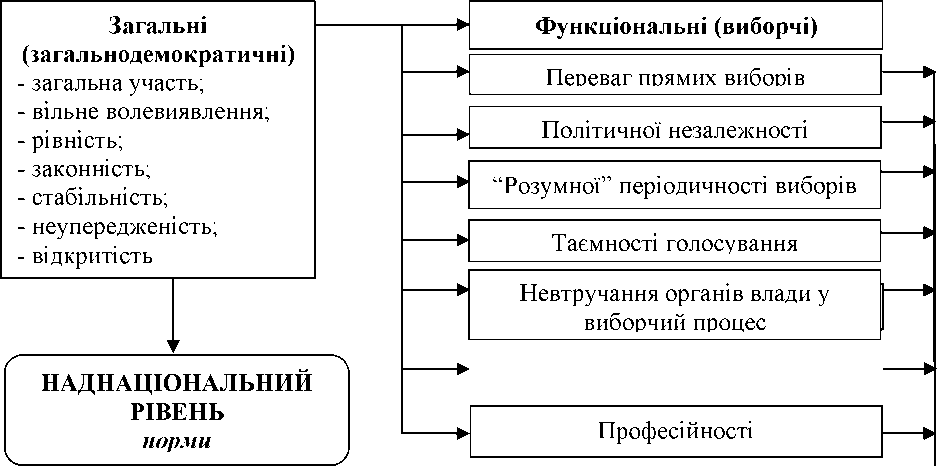 Загальні
(загальнодемократичні)
- загальна участь;
- вільне волевиявлення;
- рівність;
- законність;
- стабільність;
- неупередженість;
- відкритість
НАДНАЦІОНАЛЬНИЙ
РІВЕНЬ
норми
Функціональні (виборчі)
Переваг прямих виборів
Політичної незалежності
“Розумної” періодичності виборів
Таємності голосування
Невтручання органів влади у
виборчий процес
Професійності